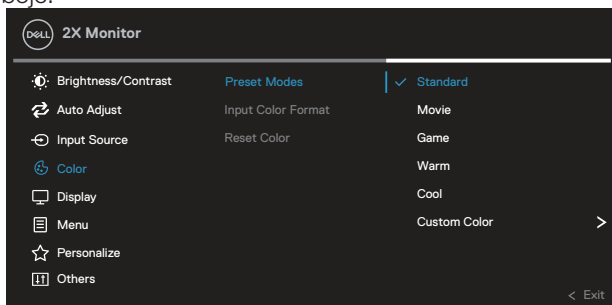 DELL 2X Monitor
Brightness/Contrast Preset Modes ✓ Standard
Auto Adjust Input Color Format Movie
Input Source Reset Color Game
Color Warm
Display Cool
Menu Custom Color >
Personalize
Others
< Exit